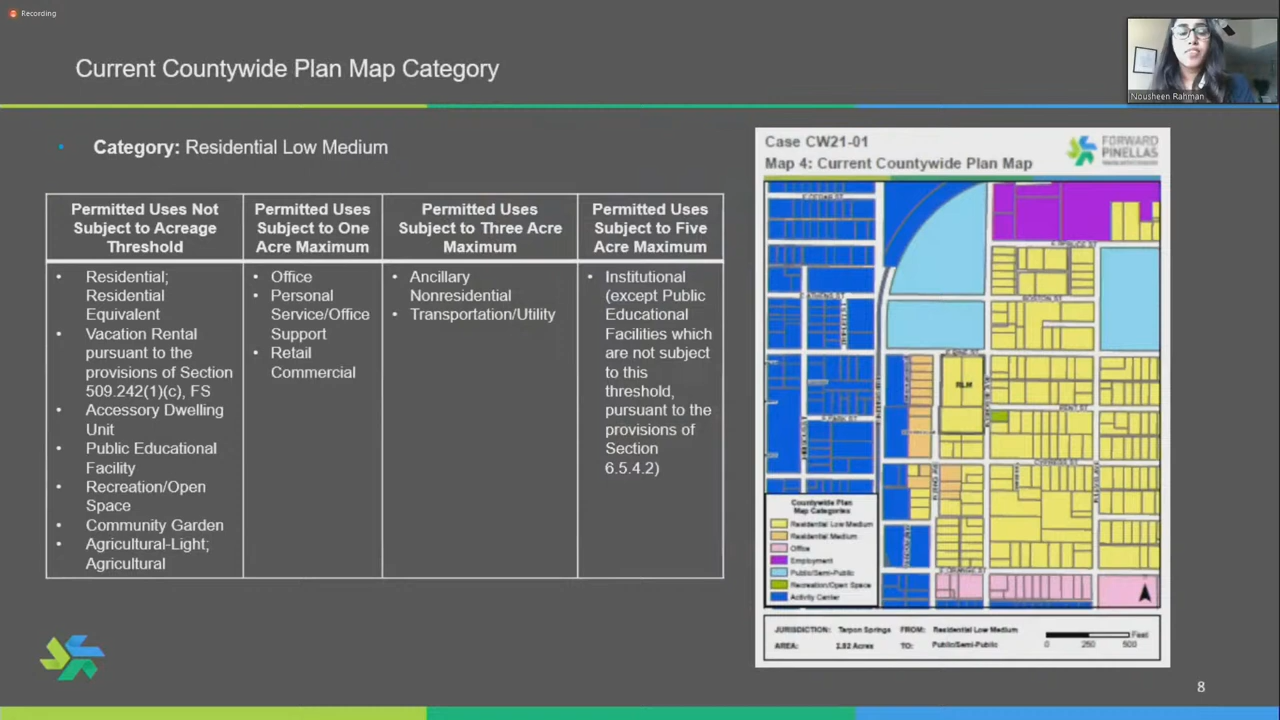 Recording
Nousheen Rahman
Current Countywide Plan Map Category
• Category: Residential Low Medium
Permitted Uses Not
Subject to Acreage
Threshold
• Residential;
Residential
Equivalent
• Vacation Rental
pursuant to the
provisions of Section
509.242(1)(c), FS
• Accessory Dwelling
Unit
• Public Educational
Facility
• Recreation/Open
Space
• Community Garden
• Agricultural-Light;
Agricultural
Permitted Uses
Subject to One
Acre Maximum
• Office
• Personal
Service/Office
Support
• Retail
Commercial
Permitted Uses
Subject to Three Acre
Maximum
• Ancillary
Nonresidential
• Transportation/Utility
Permitted Uses
Subject to Five
Acre Maximum
• Institutional
(except Public
Educational
Facilities which
are not subject
to this
threshold,
pursuant to the
provisions of
Section
6.5.4.2)
Case CW21-01
Map 4: Current Countywide Plan Map
FORWARD
PINELLAS
RLM
Countywide Plan
Map Categories
Residential Low Medium
Residential Medium
Office
Employment
Public/Semi-Public
Recreation/Open Space
Activity Center
JURISDICTION: Tarpon Springs FROM: Residential Low Medium
AREA: 2.82 Acres TO: Public/Semi-Public
Feet
0 250 500
8